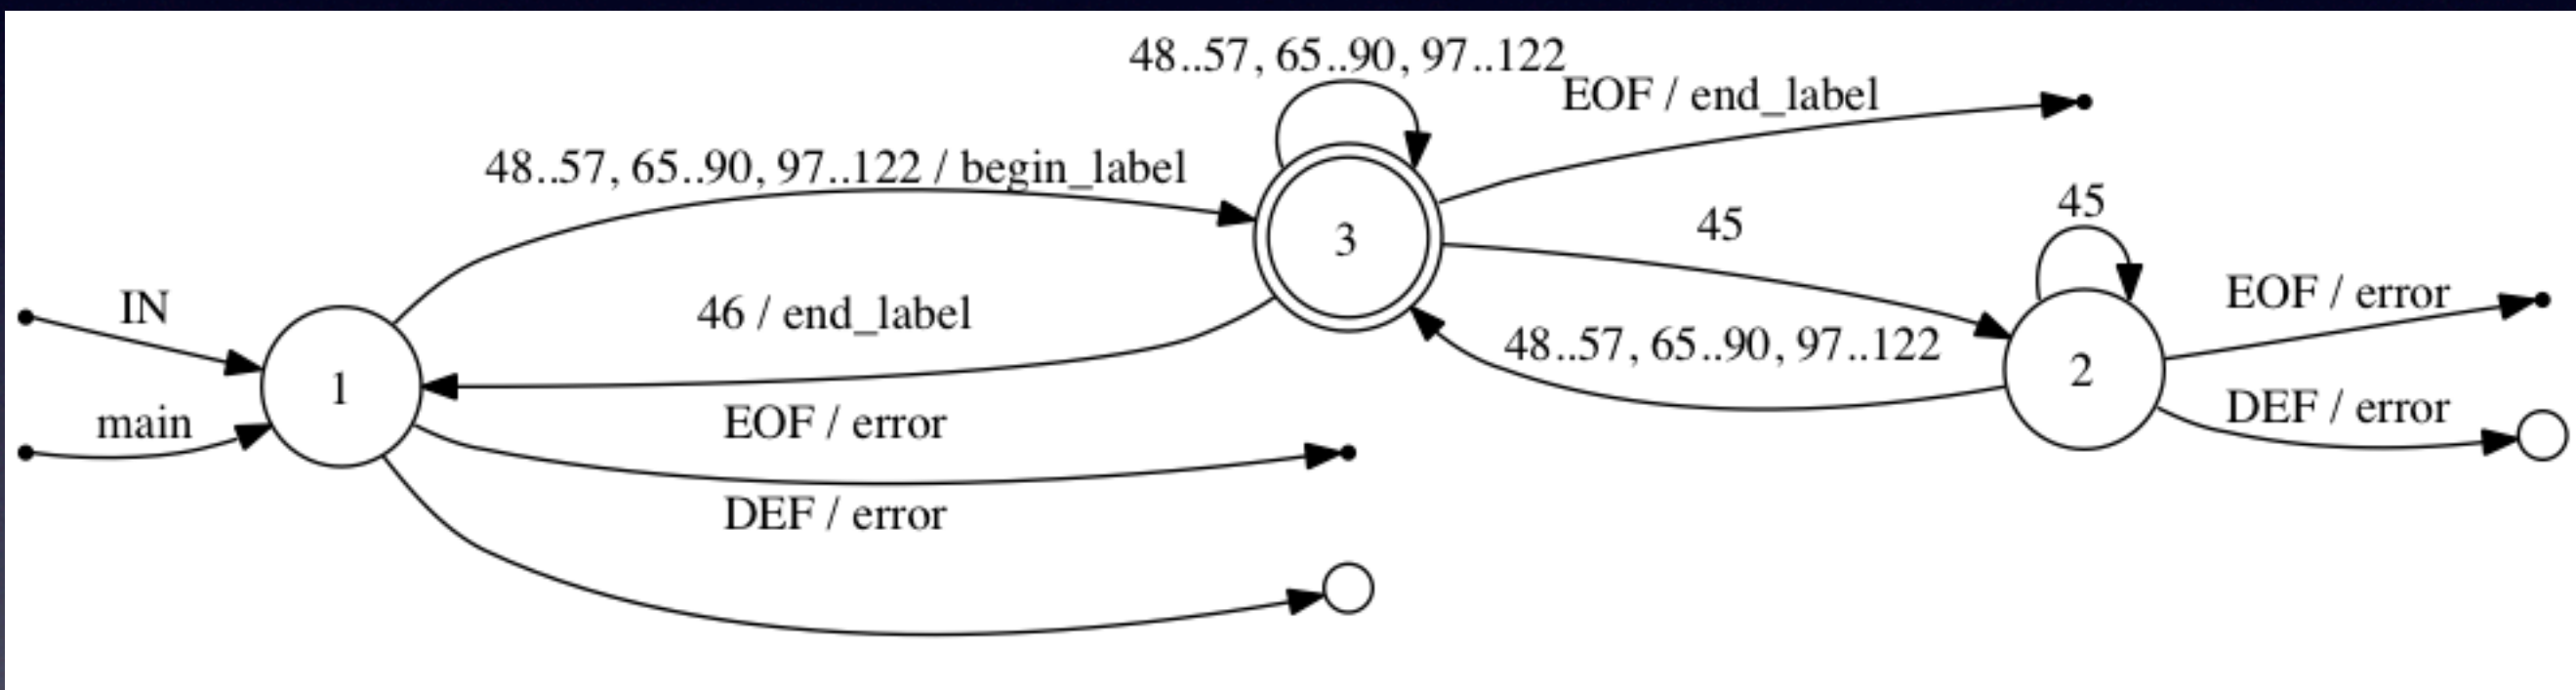 48..57, 65..90, 97..122
EOF / end_label
48..57, 65..90, 97..122 / begin_label
45
45
3
IN
46 / end_label
EOF / error
48..57, 65..90, 97..122
1
2
main
EOF / error
DEF / error
DEF / error